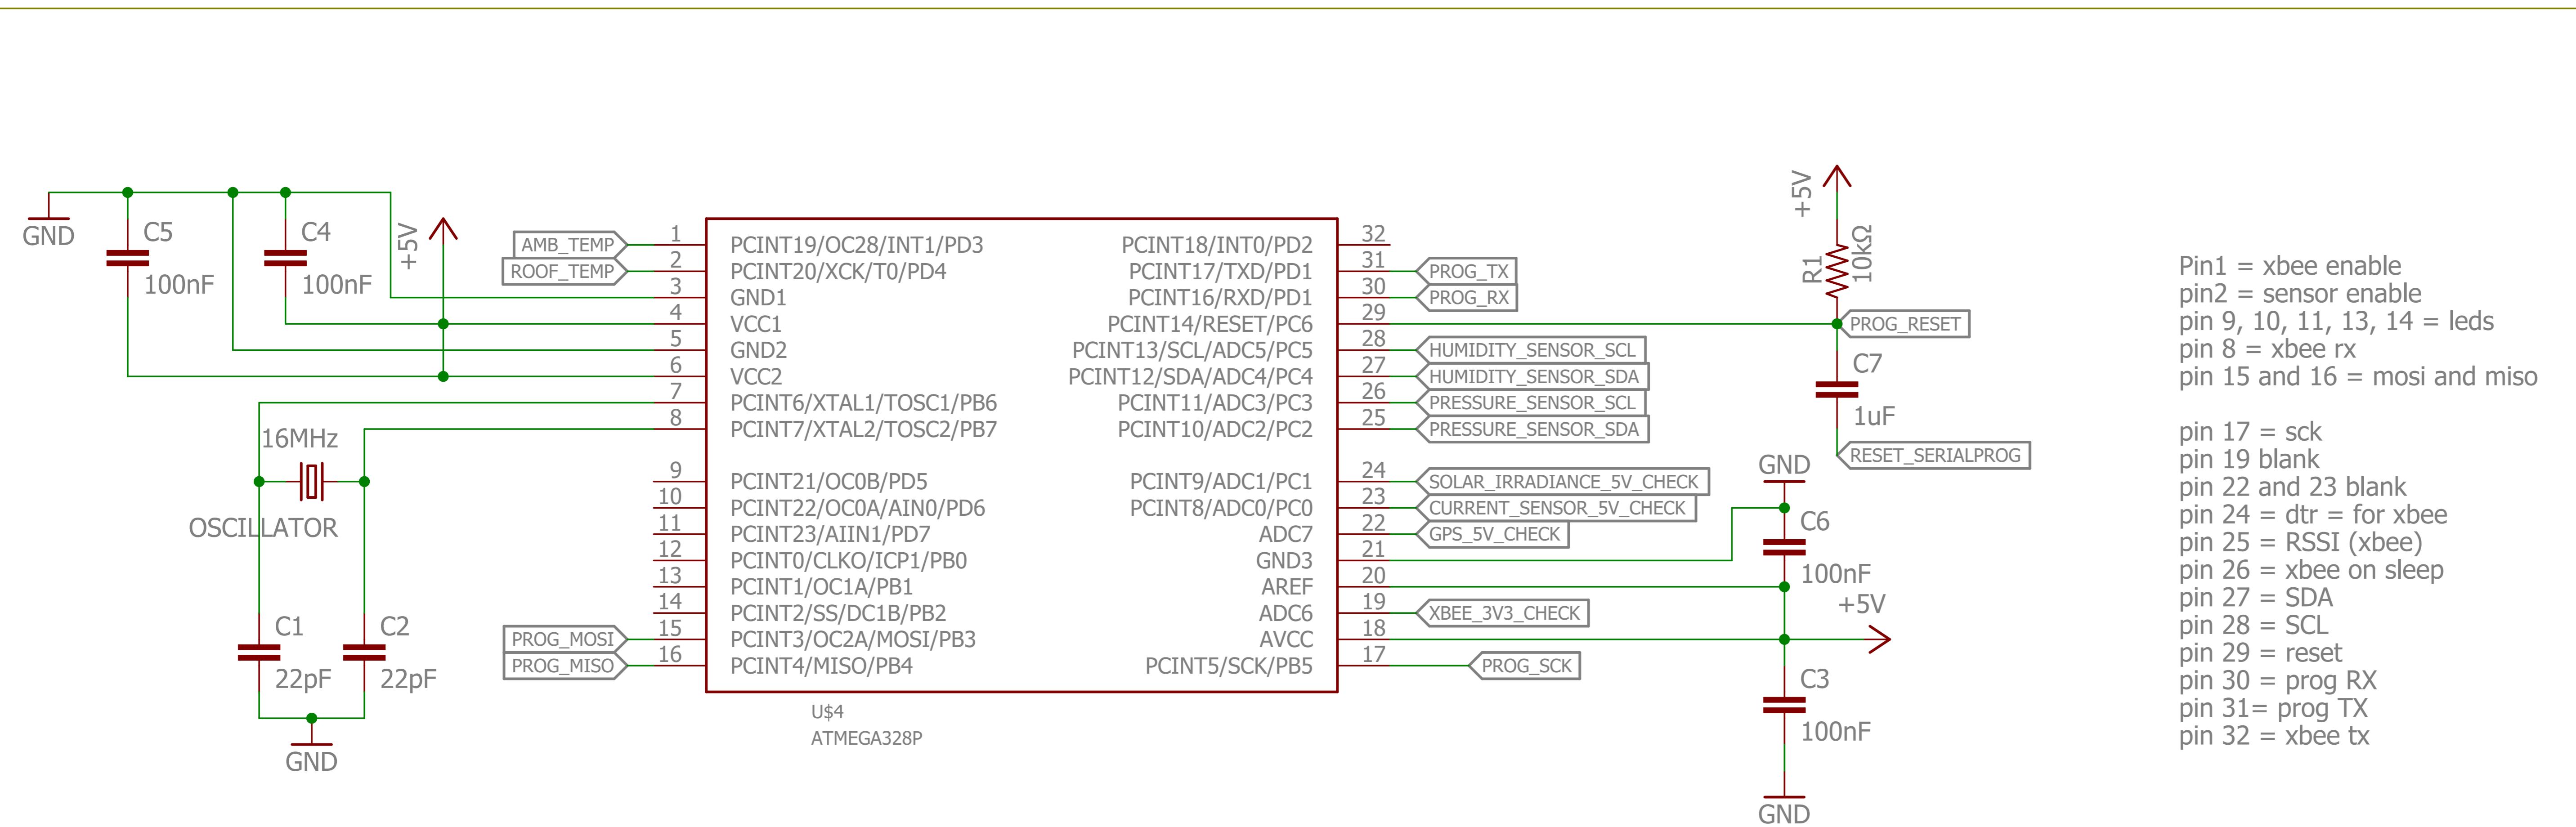 GND
C5
100nF
C4
100nF
+5V
16MHz
OSCILLATOR
C1
22pF
C2
22pF
GND
AMB_TEMP
ROOF_TEMP
PROG_MOSI
PROG_MISO
1 PCINT19/OC28/INT1/PD3
2 PCINT20/XCK/T0/PD4
3 GND1
4 VCC1
5 GND2
6 VCC2
7 PCINT6/XTAL1/TOSC1/PB6
8 PCINT7/XTAL2/TOSC2/PB7
9 PCINT21/OC0B/PD5
10 PCINT22/OC0A/AIN0/PD6
11 PCINT23/AIIN1/PD7
12 PCINT0/CLKO/ICP1/PB0
13 PCINT1/OC1A/PB1
14 PCINT2/SS/DC1B/PB2
15 PCINT3/OC2A/MOSI/PB3
16 PCINT4/MISO/PB4
PCINT18/INT0/PD2 32
PCINT17/TXD/PD1 31 PROG_TX
PCINT16/RXD/PD1 30 PROG_RX
PCINT14/RESET/PC6 29
PCINT13/SCL/ADC5/PC5 28 HUMIDITY_SENSOR_SCL
PCINT12/SDA/ADC4/PC4 27 HUMIDITY_SENSOR_SDA
PCINT11/ADC3/PC3 26 PRESSURE_SENSOR_SCL
PCINT10/ADC2/PC2 25 PRESSURE_SENSOR_SDA
PCINT9/ADC1/PC1 24 SOLAR_IRRADIANCE_5V_CHECK
PCINT8/ADC0/PC0 23 CURRENT_SENSOR_5V_CHECK
ADC7 22 GPS_5V_CHECK
GND3 21
AREF 20
ADC6 19 XBEE_3V3_CHECK
AVCC 18
PCINT5/SCK/PB5 17 PROG_SCK
U$4
ATMEGA328P
+5V
R1
10kΩ
PROG_RESET
C7
1uF
RESET_SERIALPROG
GND
C6
100nF
+5V
C3
100nF
GND
Pin1 = xbee enable
pin2 = sensor enable
pin 9, 10, 11, 13, 14 = leds
pin 8 = xbee rx
pin 15 and 16 = mosi and miso
pin 17 = sck
pin 19 blank
pin 22 and 23 blank
pin 24 = dtr = for xbee
pin 25 = RSSI (xbee)
pin 26 = xbee on sleep
pin 27 = SDA
pin 28 = SCL
pin 29 = reset
pin 30 = prog RX
pin 31= prog TX
pin 32 = xbee tx